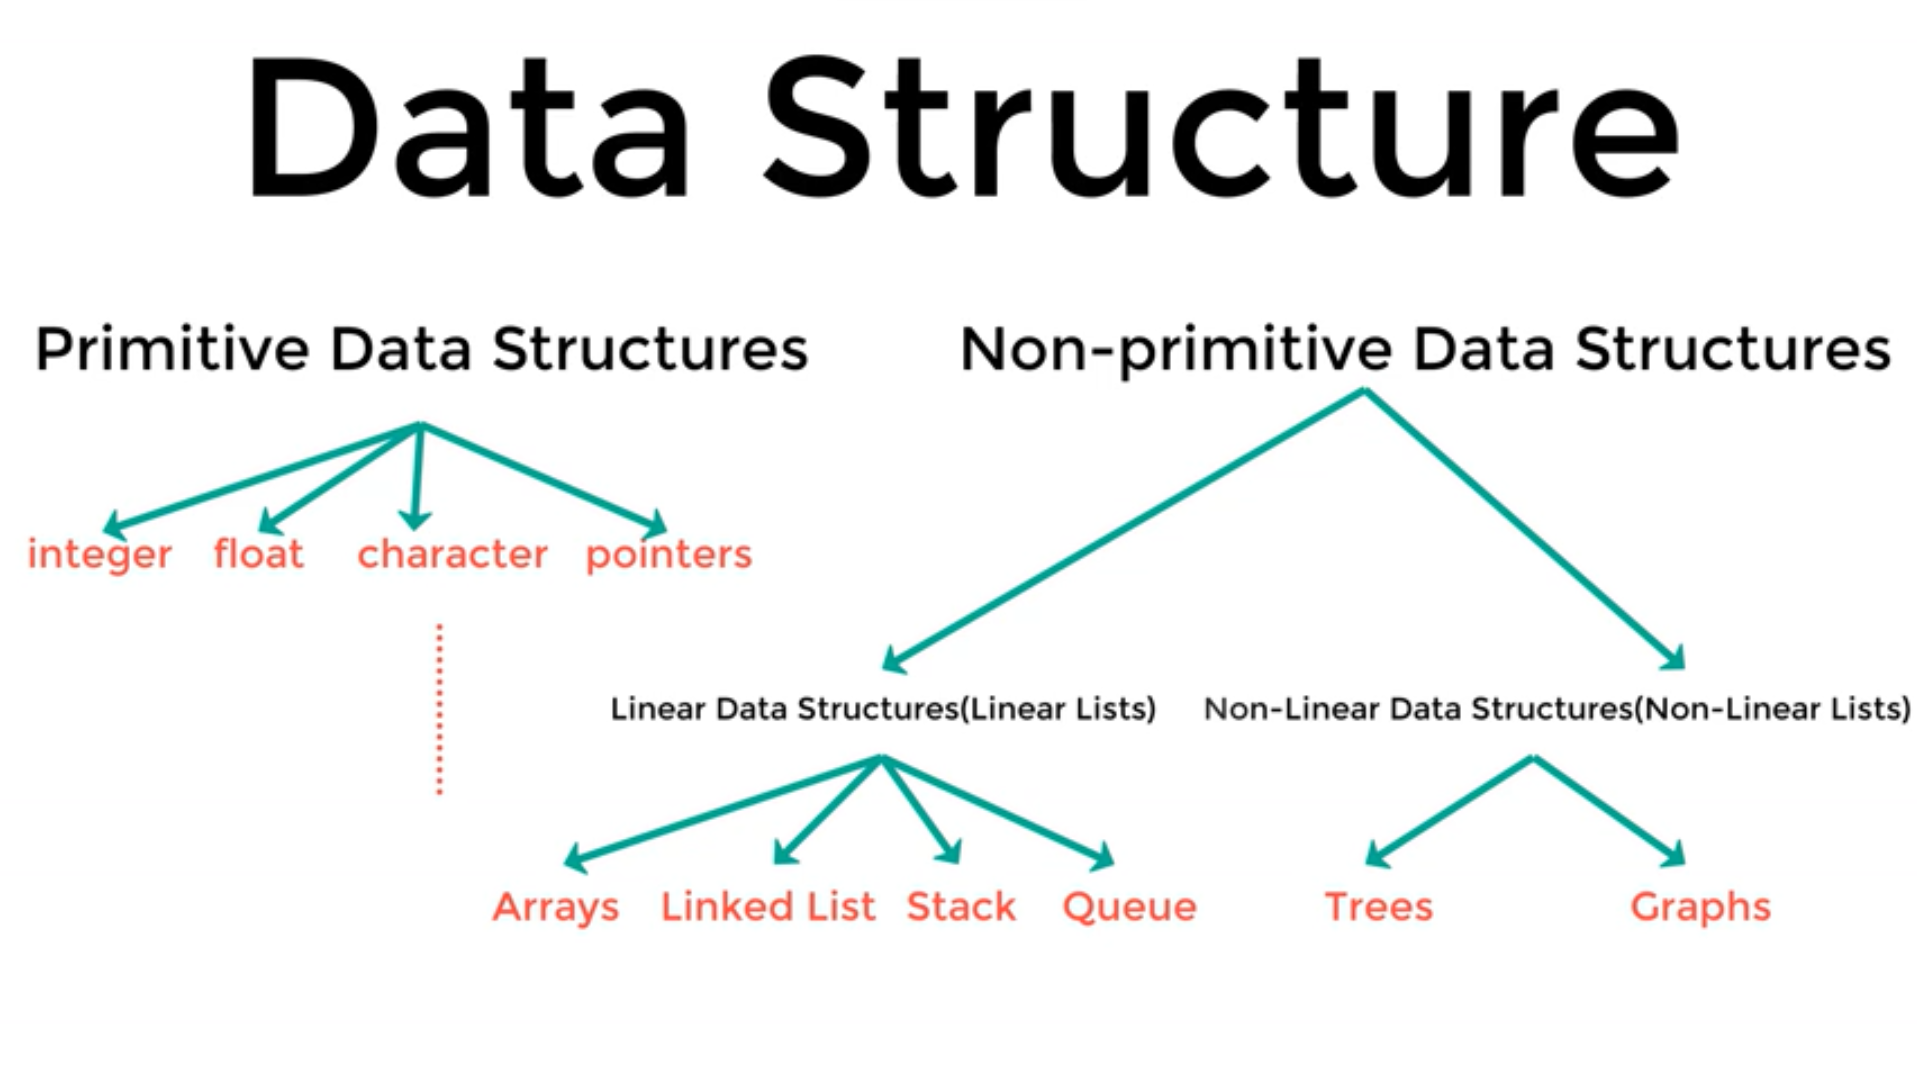 Data Structure
Primitive Data Structures
Non-primitive Data Structures
integer float character pointers
Linear Data Structures(Linear Lists)
Non-Linear Data Structures(Non-Linear Lists)
Arrays Linked List Stack Queue
Trees Graphs